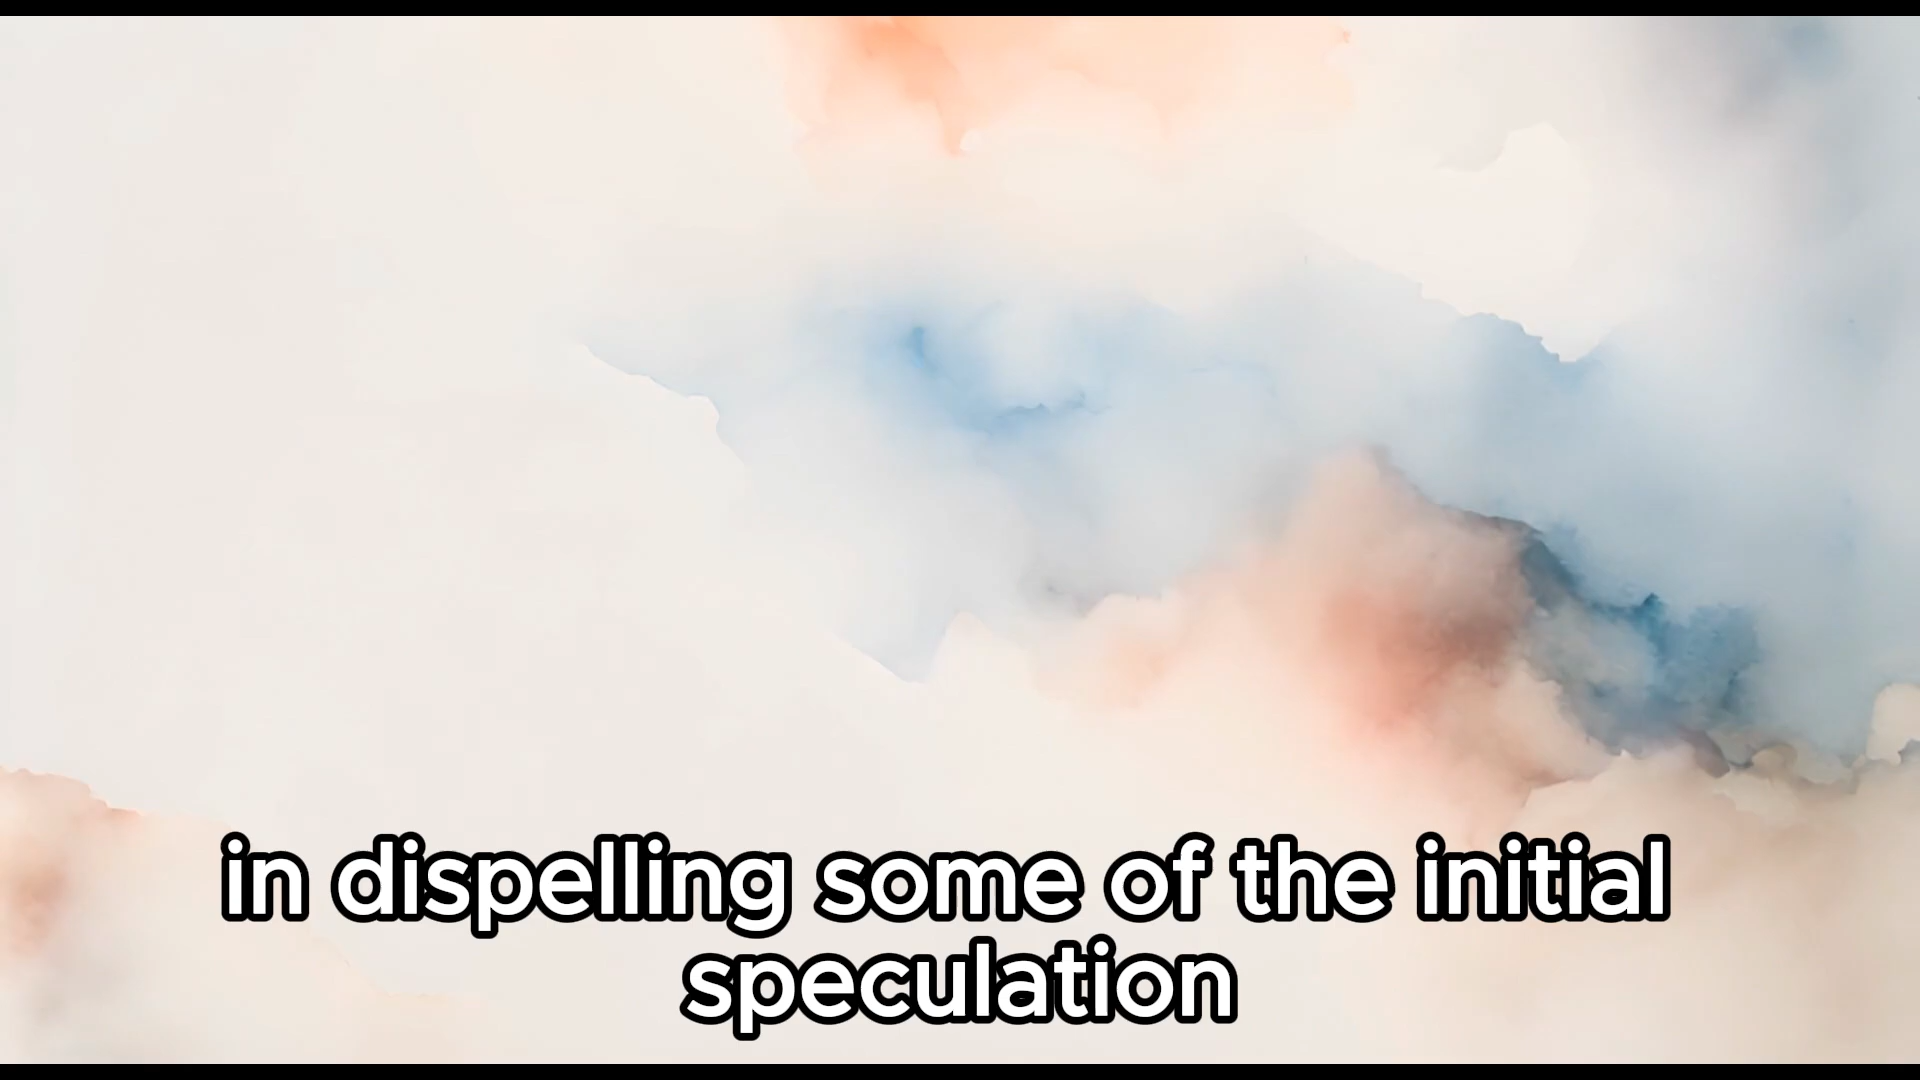 in dispelling some of the initial
speculation